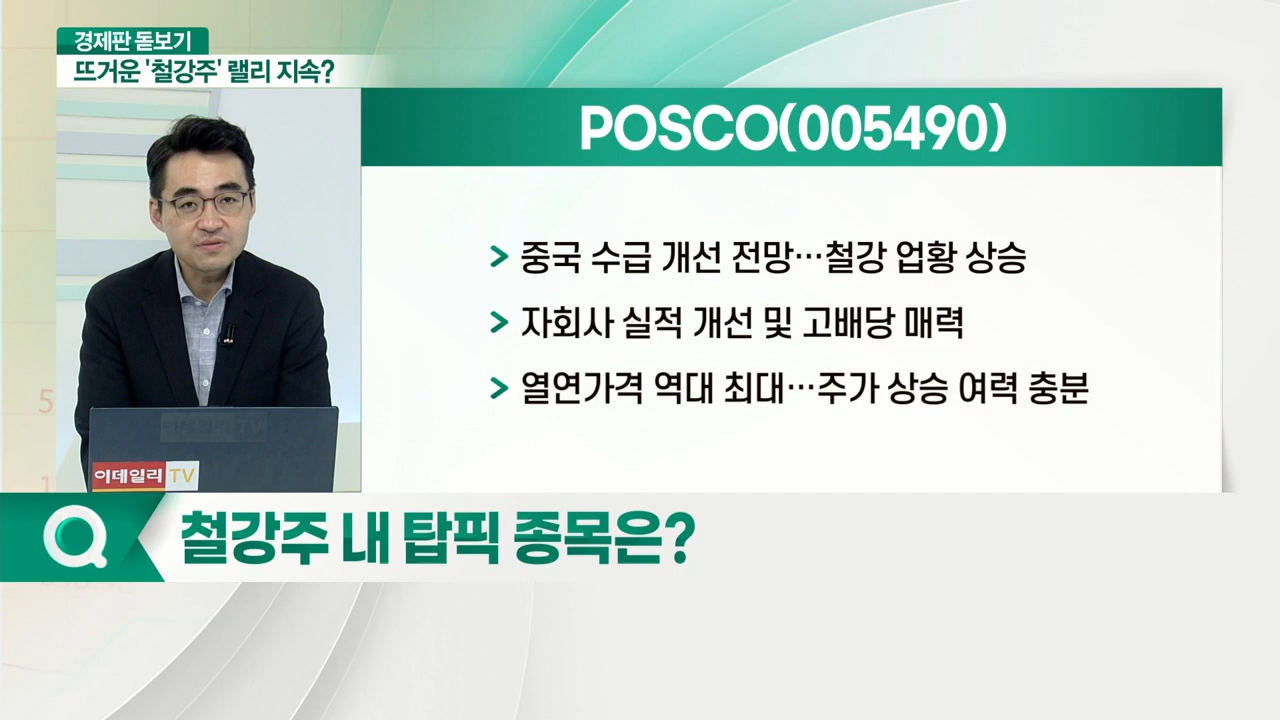 경제판 돋보기
뜨거운 '철강주' 랠리 지속?
POSCO(005490)
> 중국 수급 개선 전망…철강 업황 상승
> 자회사 실적 개선 및 고배당 매력
> 열연가격 역대 최대…주가 상승 여력 충분
이데일리 TV
Q 철강주 내 탑픽 종목은?